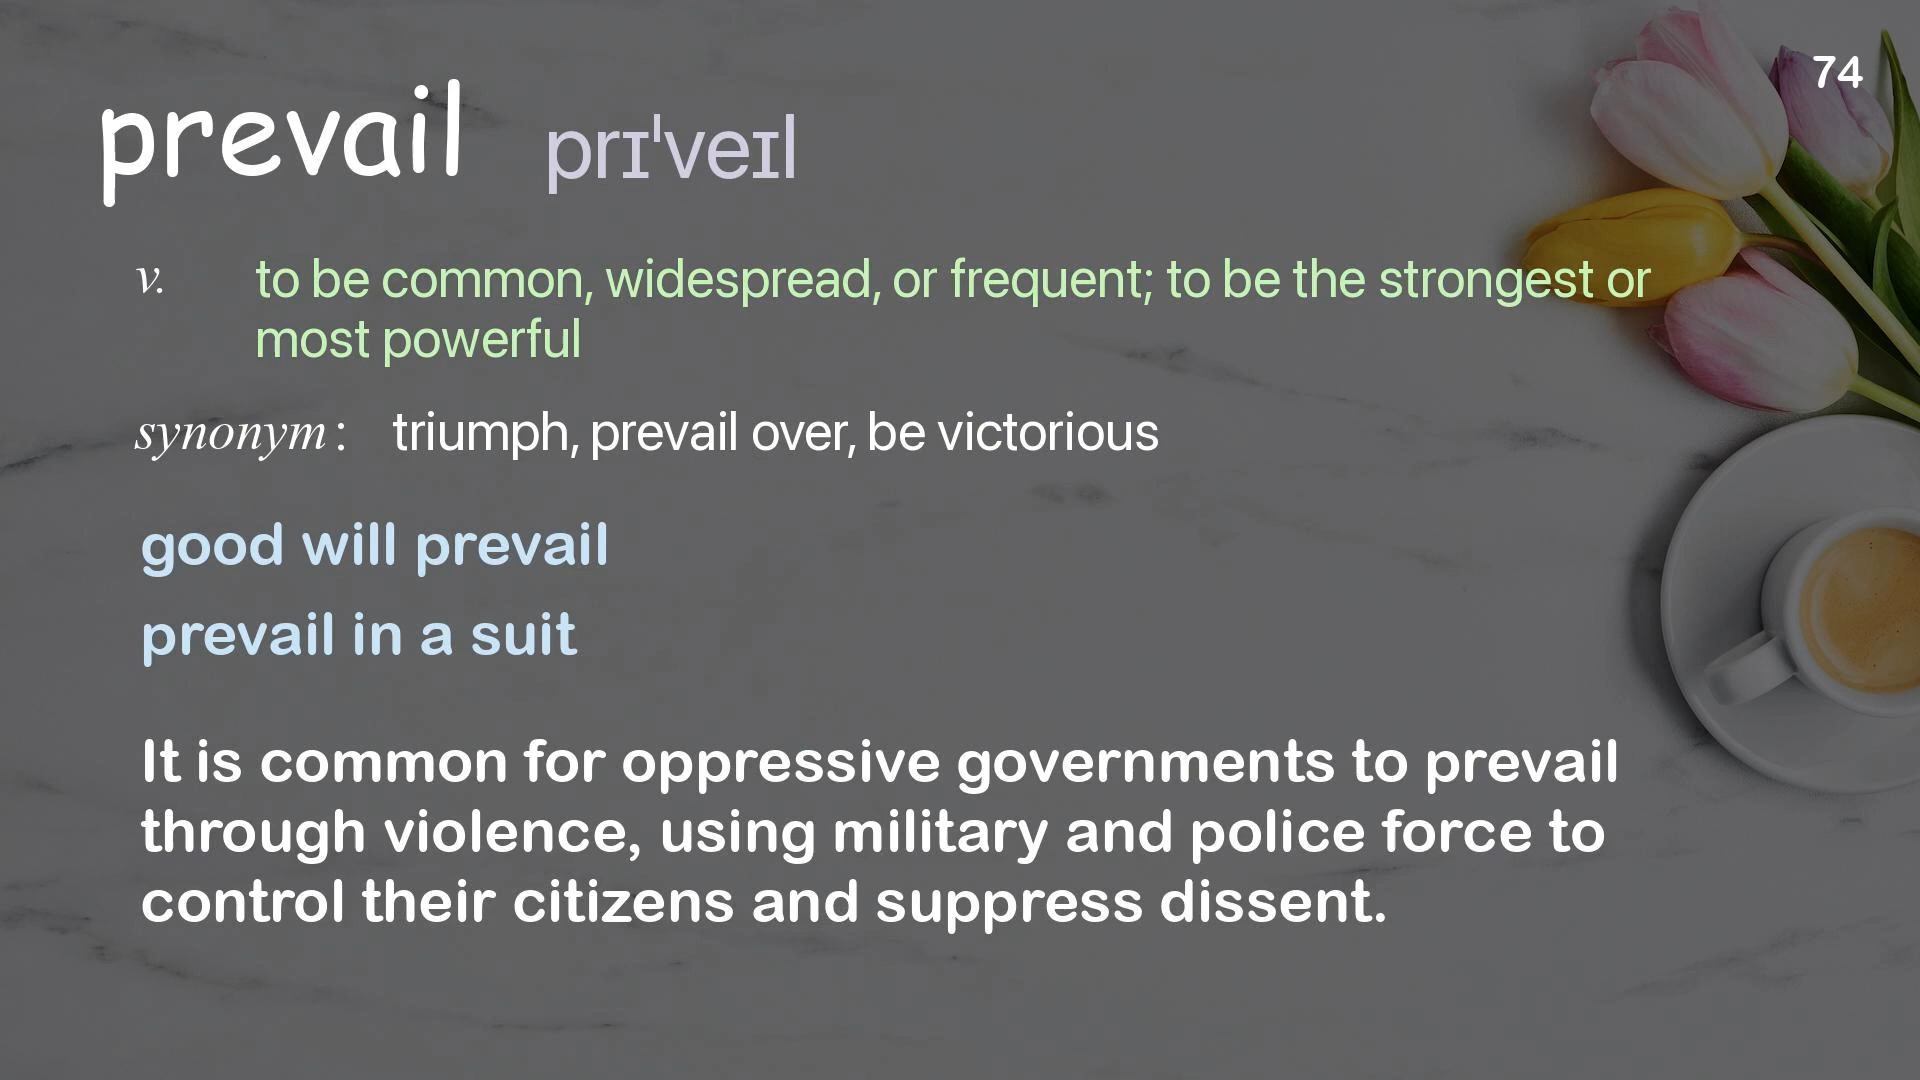 74
prevail prɪˈveɪl
v. to be common, widespread, or frequent; to be the strongest or
most powerful
synonym: triumph, prevail over, be victorious
good will prevail
prevail in a suit
It is common for oppressive governments to prevail
through violence, using military and police force to
control their citizens and suppress dissent.